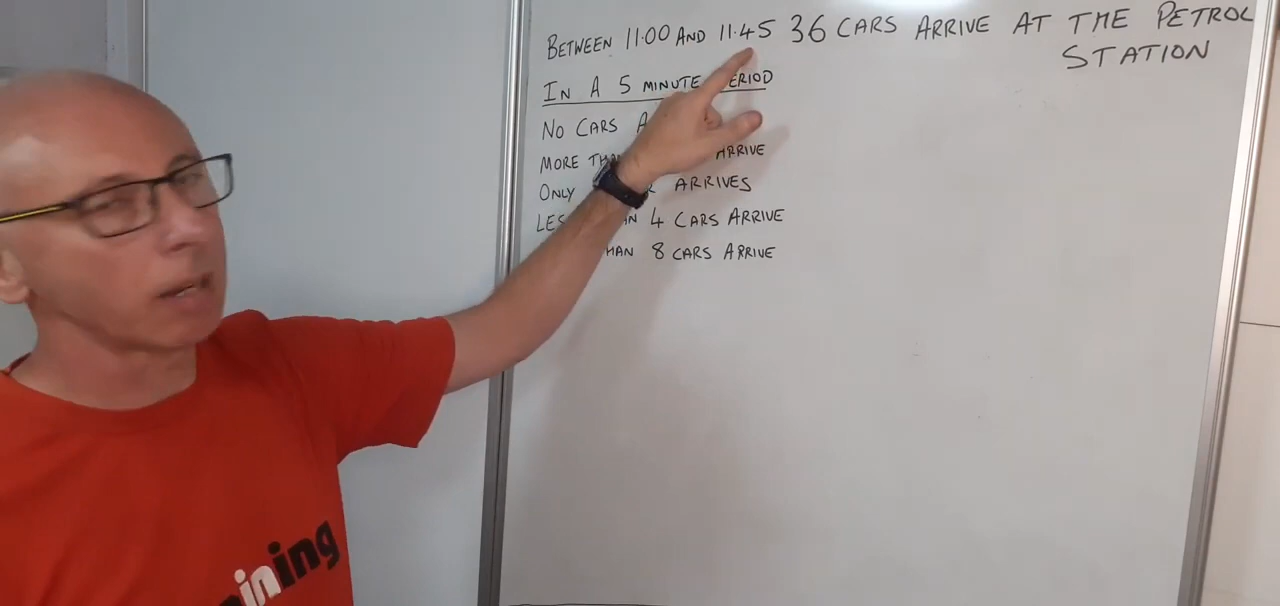 BETWEEN 11.00 AND 11.45 36 CARS ARRIVE AT THE PETROL
STATION
IN A 5 MINUTE PERIOD
NO CARS
MORE ARRIVE
ONLY ARRIVES
4 CARS ARRIVE
8 CARS ARRIVE